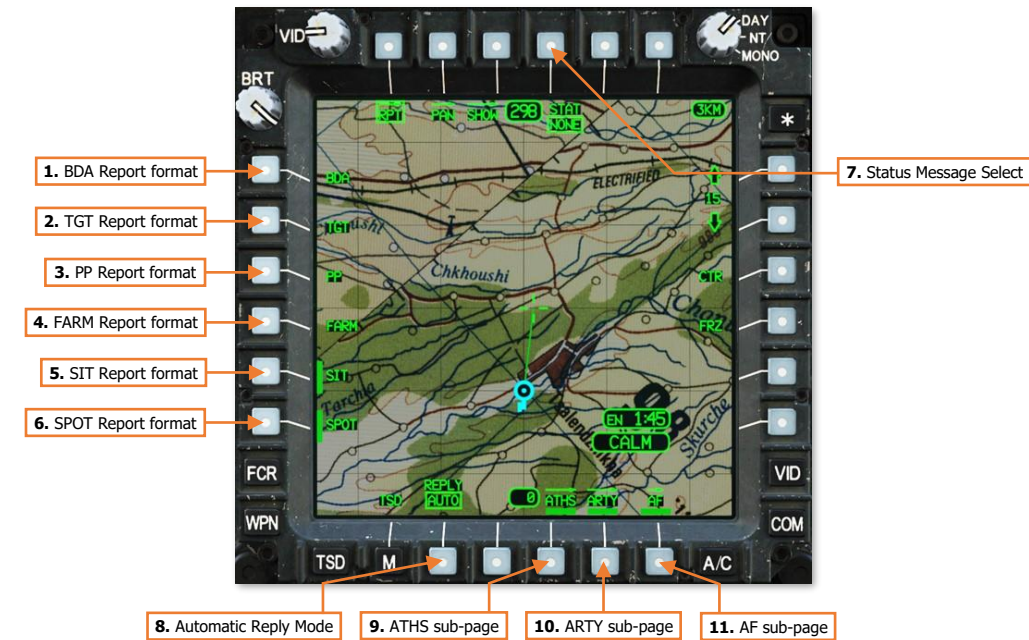 VID
DAY
NT
MONO
BRT
RPT PAN SHOW 298 STAT 3KM
NONE
*
1. BDA Report format
BDA
ELECTRIFIED
7. Status Message Select
15
2. TGT Report format
TGT
3. PP Report format
PP
Chkhoushi
CTR
4. FARM Report format
FARM
FRZ
5. SIT Report format
SIT
Tarchla
6. SPOT Report format
SPOT
EN 1:45
CALM
Skurche
FCR
VID
REPLY
TSD AUTO 0 ATHS ARTY AF
WPN
COM
TSD M A/C
8. Automatic Reply Mode
9. ATHS sub-page
10. ARTY sub-page
11. AF sub-page